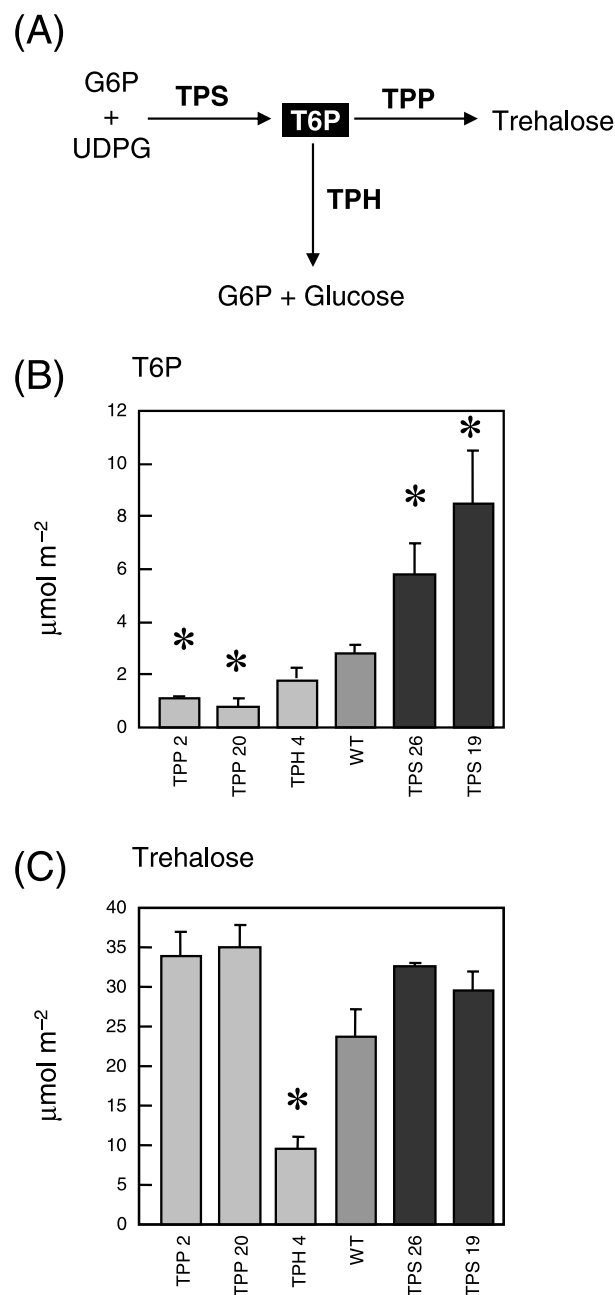 (A)
G6P
+
UDPG
TPS
T6P
TPP
Trehalose
TPH
G6P + Glucose
(B)
T6P
μmol m⁻²
12
10
8
6
4
2
0
*
*
*
*
TPP 2
TPP 20
TPH 4
WT
TPS 26
TPS 19
(C)
Trehalose
μmol m⁻²
40
35
30
25
20
15
10
5
0
*
TPP 2
TPP 20
TPH 4
WT
TPS 26
TPS 19